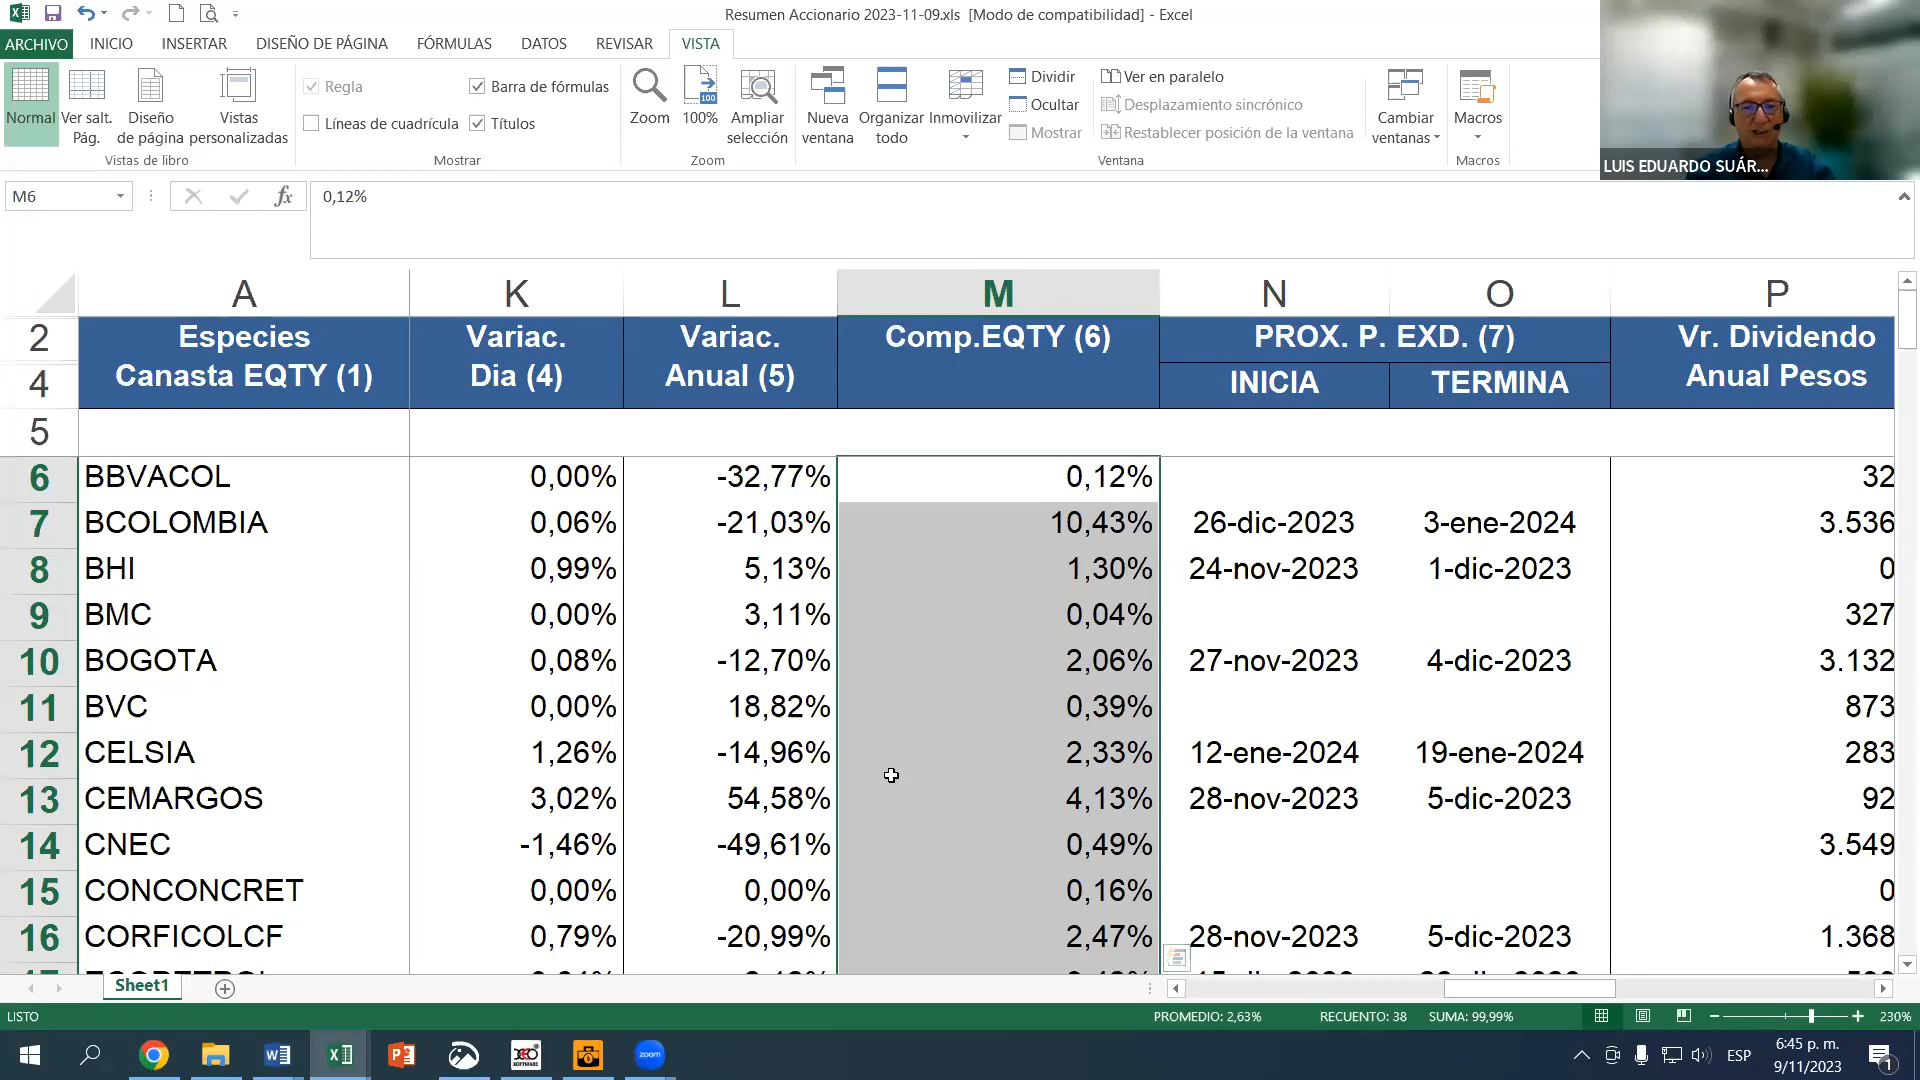 Resumen Accionario 2023-11-09.xls [Modo de compatibilidad] - Excel
ARCHIVO INICIO INSERTAR DISEÑO DE PÁGINA FÓRMULAS DATOS REVISAR VISTA
Normal
Ver salt. Pág.
Diseño de página
Vistas personalizadas
Vistas de libro
Regla
Barra de fórmulas
Líneas de cuadrícula
Títulos
Mostrar
Zoom
100
100%
Ampliar selección
Zoom
Nueva ventana
Organizar todo
Inmovilizar
Dividir
Ocultar
Mostrar
Ver en paralelo
Desplazamiento sincrónico
Restablecer posición de la ventana
Cambiar ventanas
Ventana
Macros
Macros
LUIS EDUARDO SUÁR...
M6 fx 0,12%
A K L M N O P
2 Especies Variac. Variac. Comp.EQTY (6) PROX. P. EXD. (7) Vr. Dividendo
4 Canasta EQTY (1) Dia (4) Anual (5) INICIA TERMINA Anual Pesos
5
6 BBVACOL 0,00% -32,77% 0,12% 32
7 BCOLOMBIA 0,06% -21,03% 10,43% 26-dic-2023 3-ene-2024 3.536
8 BHI 0,99% 5,13% 1,30% 24-nov-2023 1-dic-2023 0
9 BMC 0,00% 3,11% 0,04% 327
10 BOGOTA 0,08% -12,70% 2,06% 27-nov-2023 4-dic-2023 3.132
11 BVC 0,00% 18,82% 0,39% 873
12 CELSIA 1,26% -14,96% 2,33% 12-ene-2024 19-ene-2024 283
13 CEMARGOS 3,02% 54,58% 4,13% 28-nov-2023 5-dic-2023 92
14 CNEC -1,46% -49,61% 0,49% 3.549
15 CONCONCRET 0,00% 0,00% 0,16% 0
16 CORFICOLCF 0,79% -20,99% 2,47% 28-nov-2023 5-dic-2023 1.368
Sheet1
LISTO PROMEDIO: 2,63% RECUENTO: 38 SUMA: 99,99% 230%
zoom
ESP
6:45 p. m.
9/11/2023
1